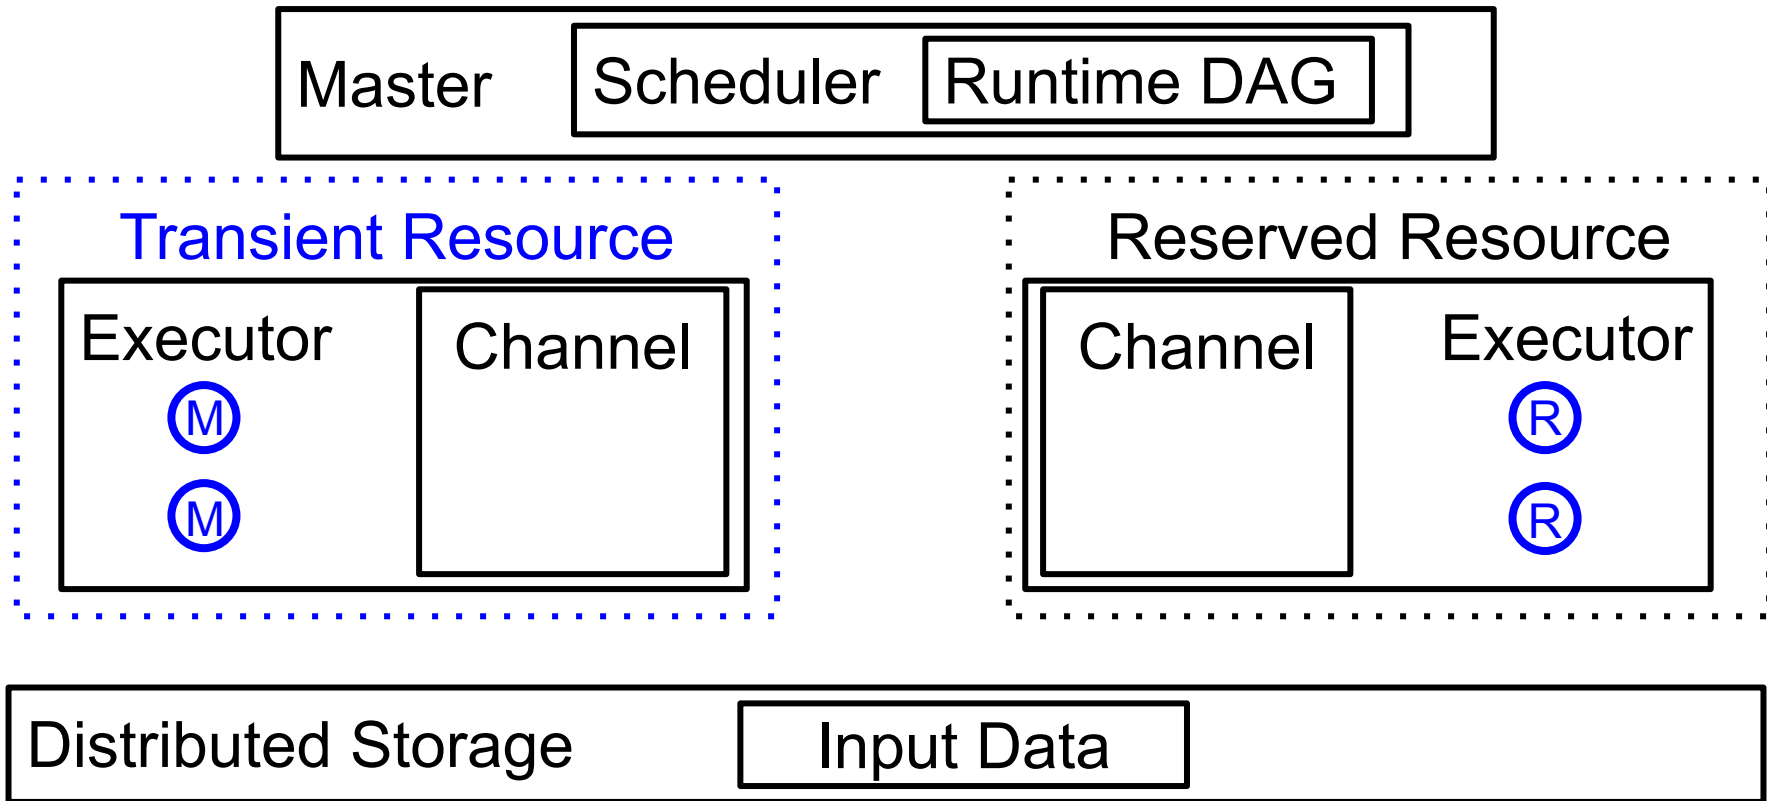 Master
Scheduler
Runtime DAG
Transient Resource
Executor
Channel
M
M
Reserved Resource
Channel
Executor
R
R
Distributed Storage
Input Data